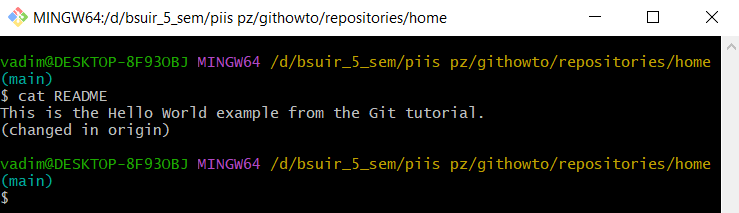 MINGW64:/d/bsuir_5_sem/piis pz/githowto/repositories/home
vadim@DESKTOP-8F93OBJ MINGW64 /d/bsuir_5_sem/piis pz/githowto/repositories/home
(main)
$ cat README
This is the Hello World example from the Git tutorial.
(changed in origin)
vadim@DESKTOP-8F93OBJ MINGW64 /d/bsuir_5_sem/piis pz/githowto/repositories/home
(main)
$